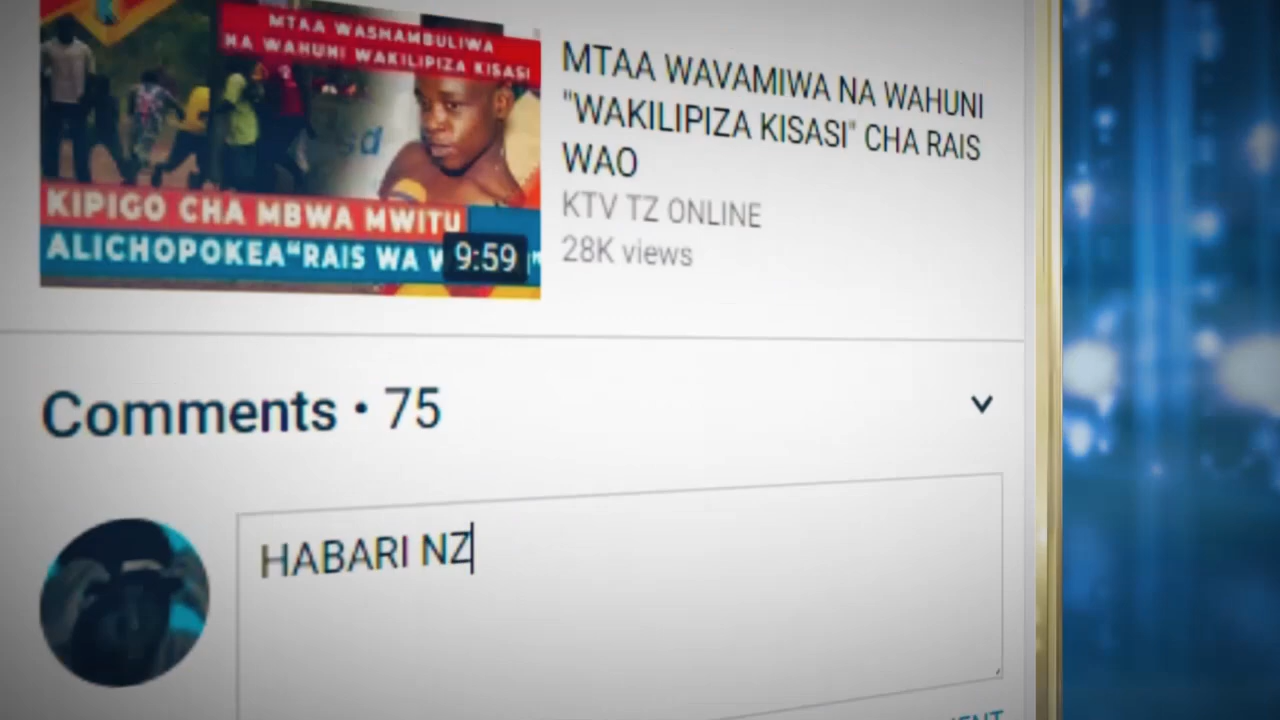 MTAA WASHAMBULIWA
NA WAHUNI WAKILIPIZA KISASI
KIPIGO CHA MBWA MWITU
ALICHOPOKEA "RAIS WA
9:59
MTAA WAVAMIWA NA WAHUNI
"WAKILIPIZA KISASI" CHA RAIS
WAO
KTV TZ ONLINE
28K views
Comments • 75
HABARI NZ